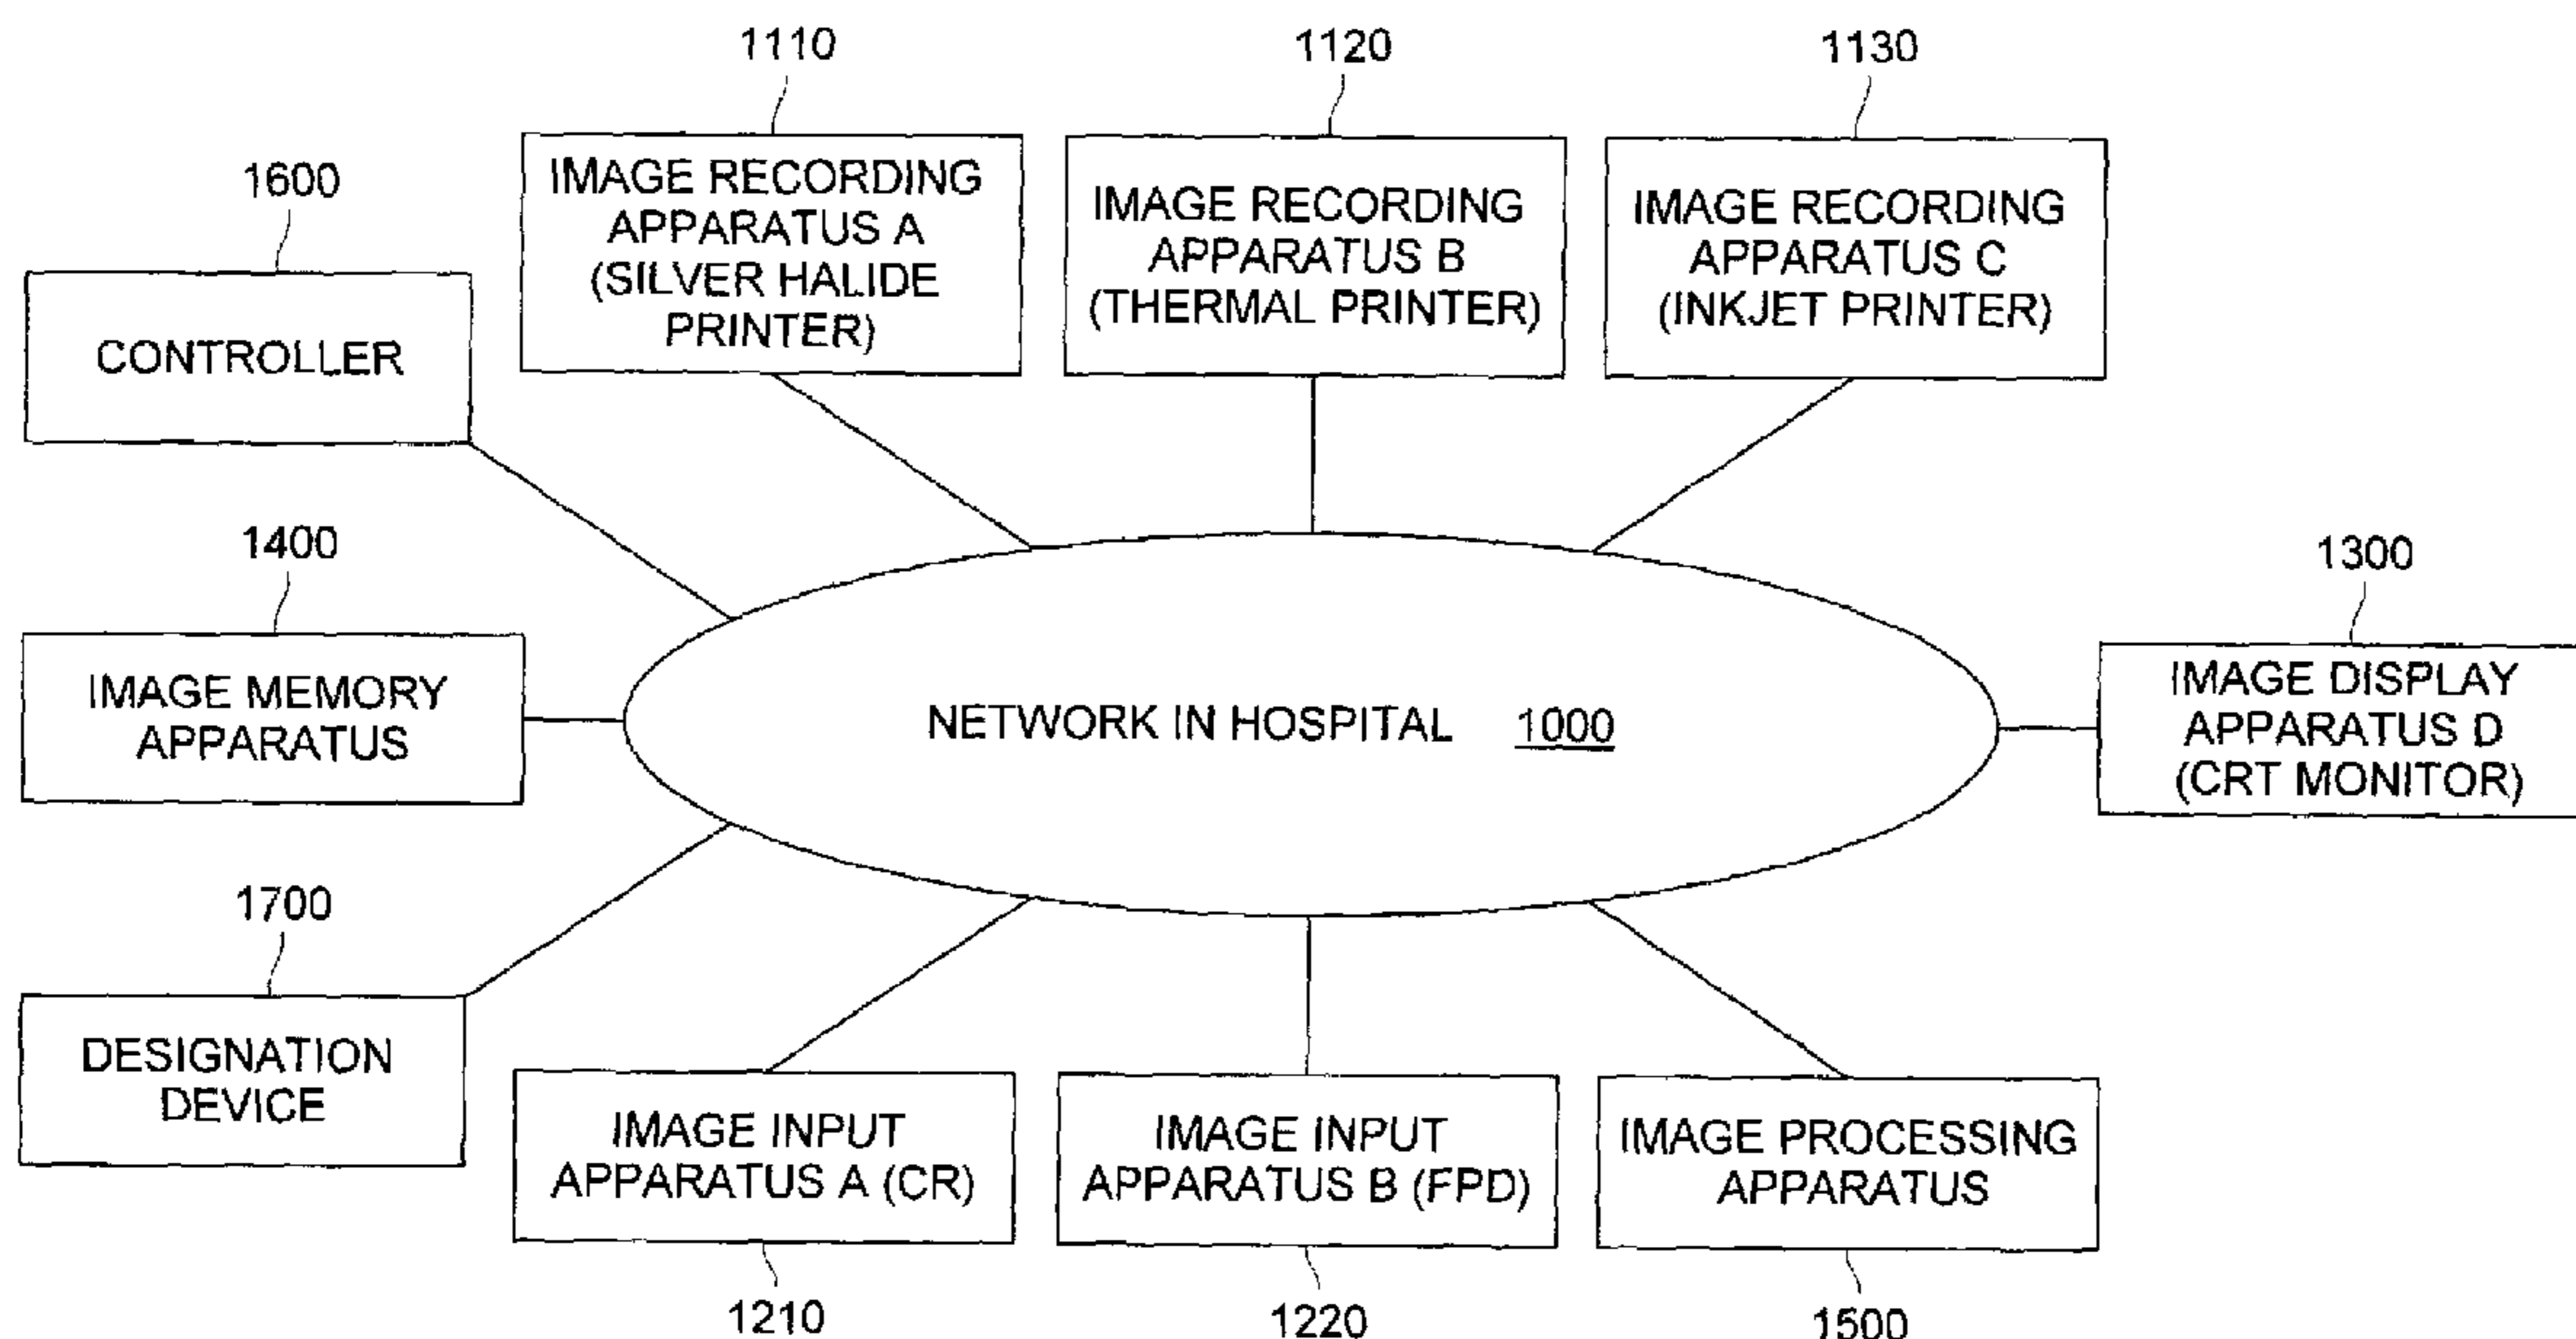 1110
1120
1130
1600
IMAGE RECORDING
APPARATUS A
(SILVER HALIDE
PRINTER)
IMAGE RECORDING
APPARATUS B
(THERMAL PRINTER)
IMAGE RECORDING
APPARATUS C
(INKJET PRINTER)
CONTROLLER
1400
IMAGE MEMORY
APPARATUS
NETWORK IN HOSPITAL 1000
1300
IMAGE DISPLAY
APPARATUS D
(CRT MONITOR)
1700
DESIGNATION
DEVICE
IMAGE INPUT
APPARATUS A (CR)
IMAGE INPUT
APPARATUS B (FPD)
IMAGE PROCESSING
APPARATUS
1210
1220
1500